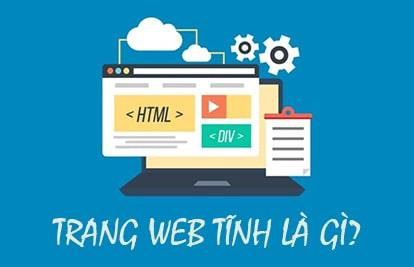 < HTML >
< DIV >
TRANG WEB TĨNH LÀ GÌ?